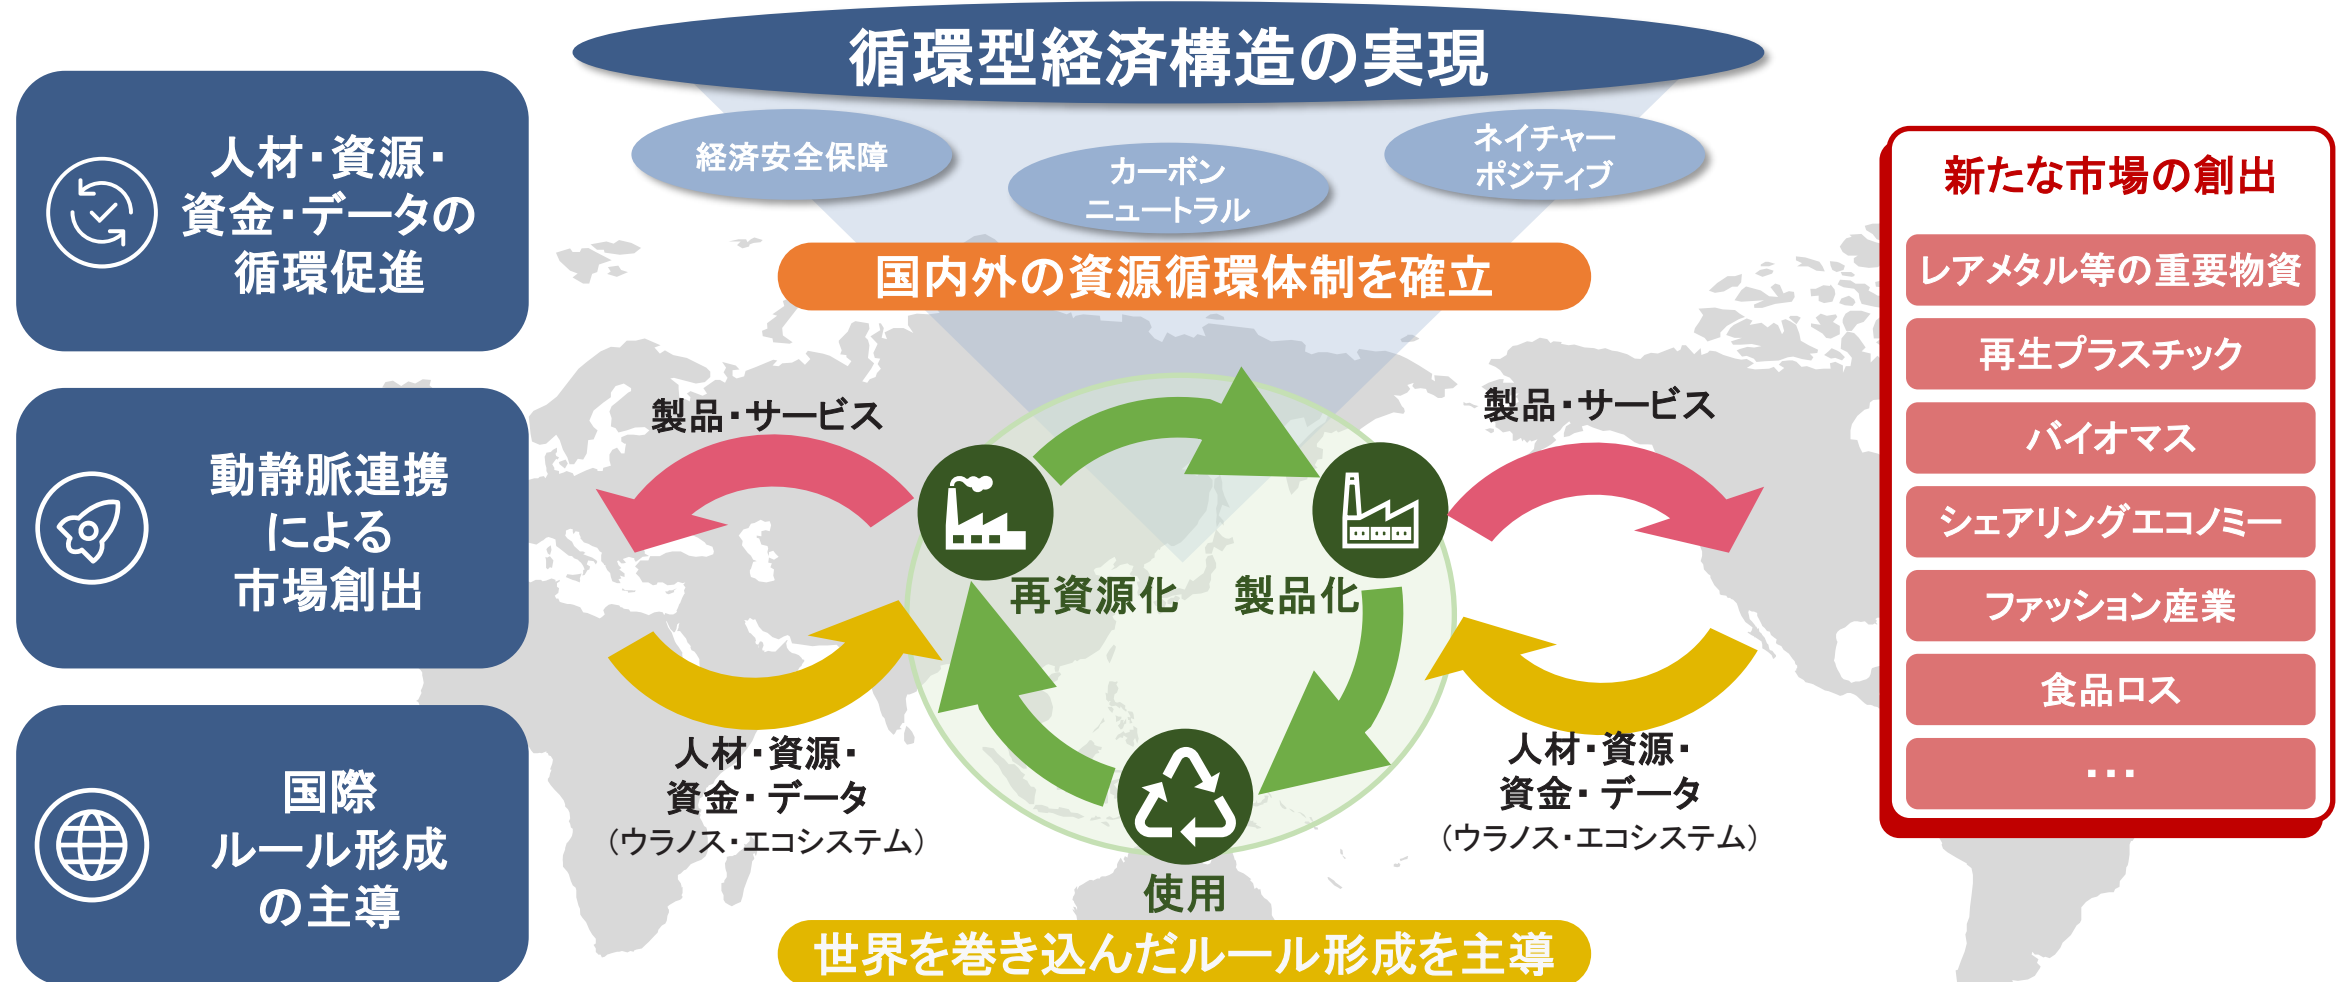 循環型経済構造の実現
経済安全保障
カーボン
ニュートラル
ネイチャー
ポジティブ
国内外の資源循環体制を確立
人材・資源・
資金・データの
循環促進
動静脈連携
による
市場創出
国際
ルール形成
の主導
製品・サービス
製品・サービス
再資源化
製品化
使用
人材・資源・
資金・データ
（ウラノス・エコシステム）
人材・資源・
資金・データ
（ウラノス・エコシステム）
世界を巻き込んだルール形成を主導
新たな市場の創出
レアメタル等の重要物資
再生プラスチック
バイオマス
シェアリングエコノミー
ファッション産業
食品ロス
・・・